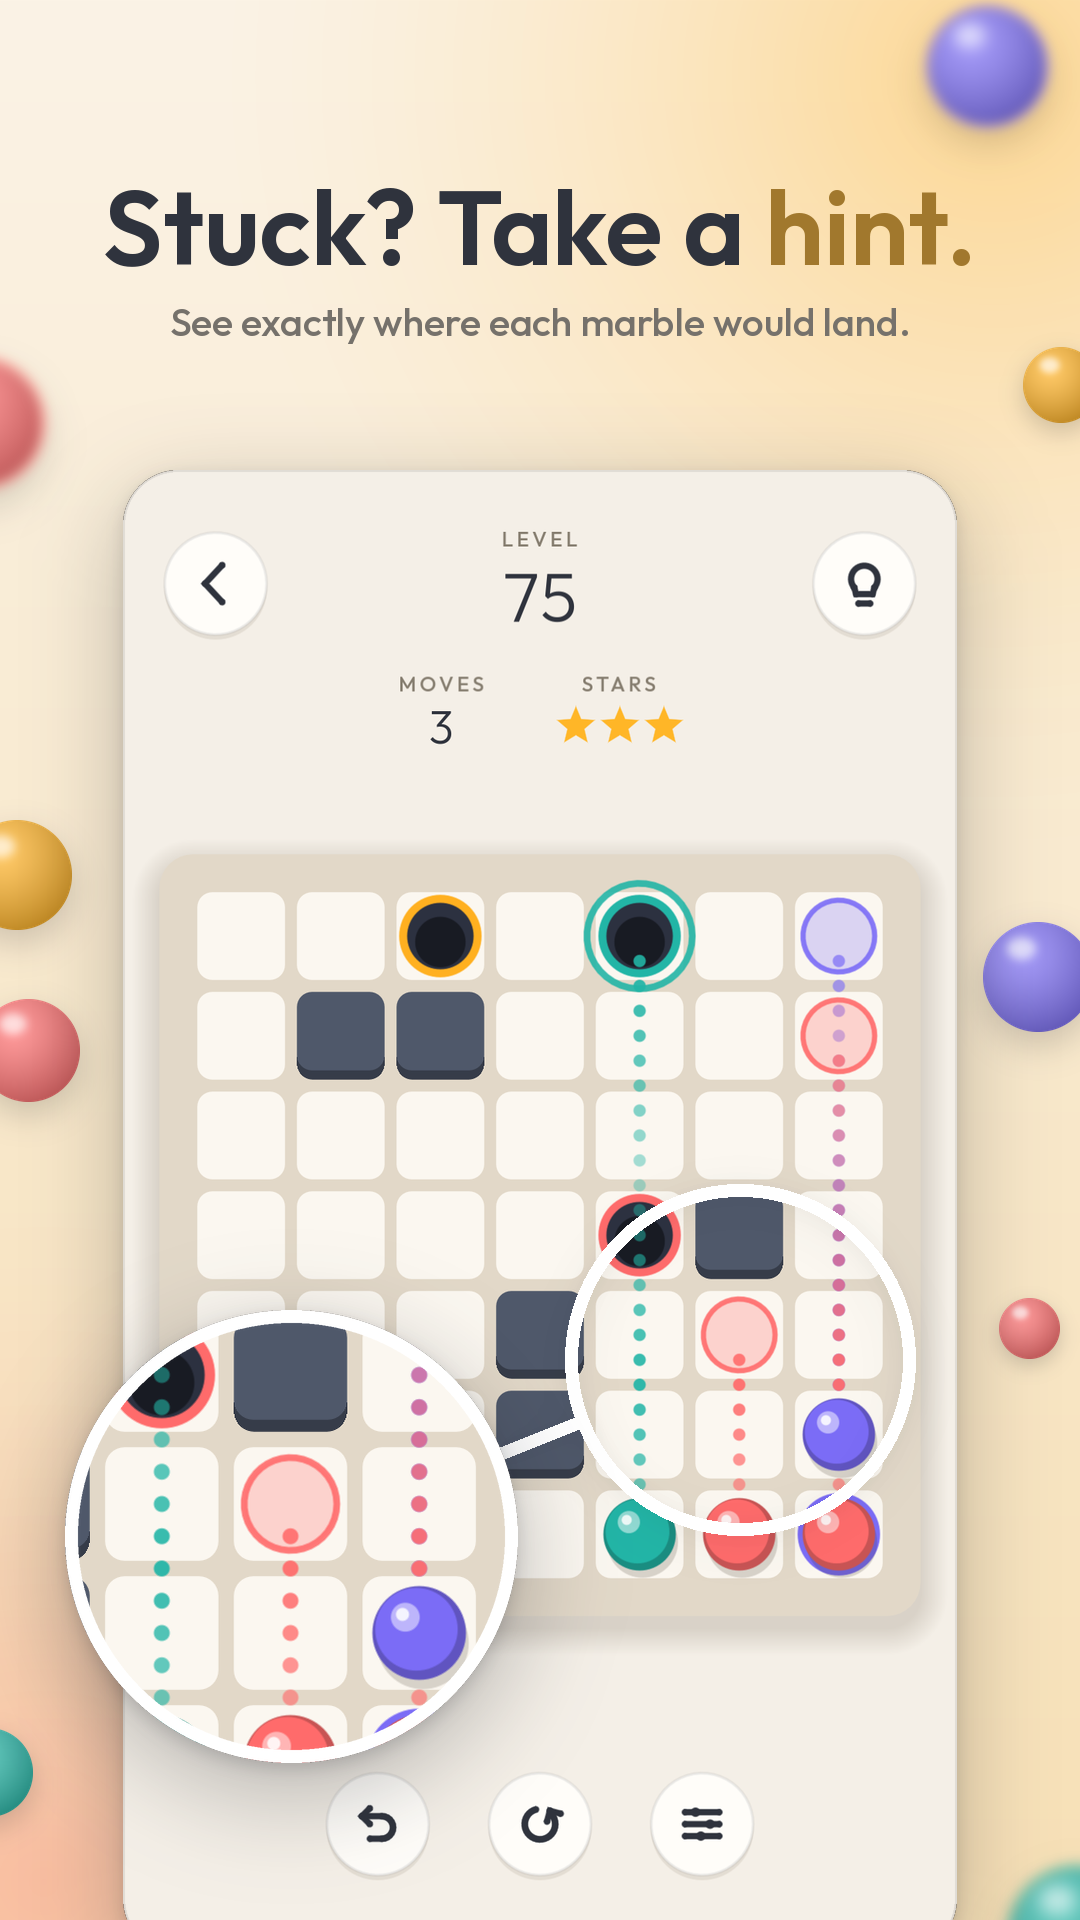 Stuck? Take a hint.
See exactly where each marble would land.
LEVEL
75
MOVES
STARS
3